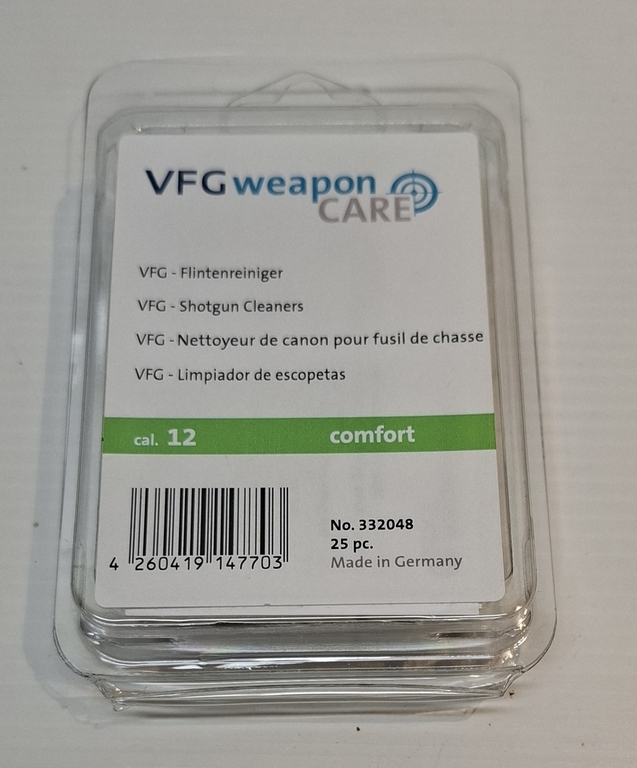 VFG weapon
CARE
VFG - Flintenreiniger
VFG - Shotgun Cleaners
VFG - Nettoyeur de canon pour fusil de chasse
VFG - Limpiador de escopetas
cal. 12 comfort
No. 332048
25 pc.
Made in Germany
4 260419 147703